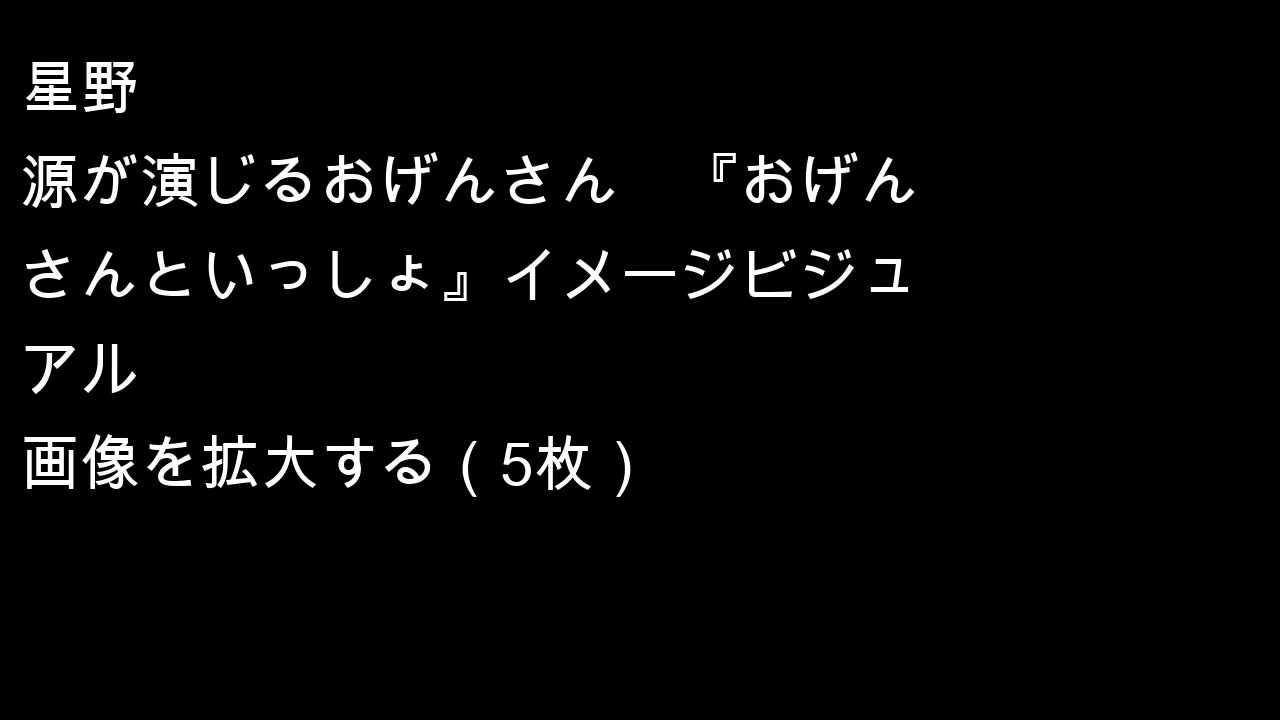 星野
源が演じるおげんさん　『おげん
さんといっしょ』イメージビジュ
アル
画像を拡大する（5枚）